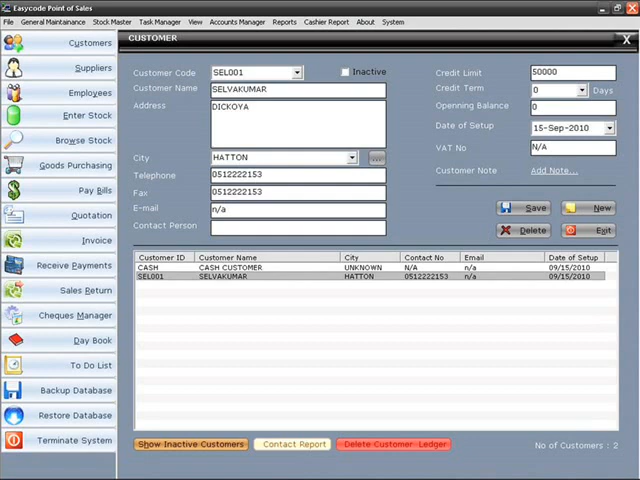 Easycode Point of Sales
File General Maintainance Stock Master Task Manager View Accounts Manager Reports Cashier Report About System
Customers
Suppliers
Employees
Enter Stock
Browse Stock
Goods Purchasing
Pay Bills
Quotation
Invoice
Receive Payments
Sales Return
Cheques Manager
Day Book
To Do List
Backup Database
Restore Database
Terminate System
CUSTOMER X
Customer Code SEL001 Inactive
Customer Name SELVAKUMAR
Address DICKOYA
City HATTON ...
Telephone 0512222153
Fax 0512222153
E-mail n/a
Contact Person
Credit Limit 50000
Credit Term 0 Days
Openning Balance 0
Date of Setup 15-Sep-2010
VAT No N/A
Customer Note Add Note...
Save New
Delete Exit
Customer ID Customer Name City Contact No Email Date of Setup
CASH CASH CUSTOMER UNKNOWN N/A n/a 09/15/2010
SEL001 SELVAKUMAR HATTON 0512222153 n/a 09/15/2010
Show Inactive Customers Contact Report Delete Customer Ledger No of Customers : 2